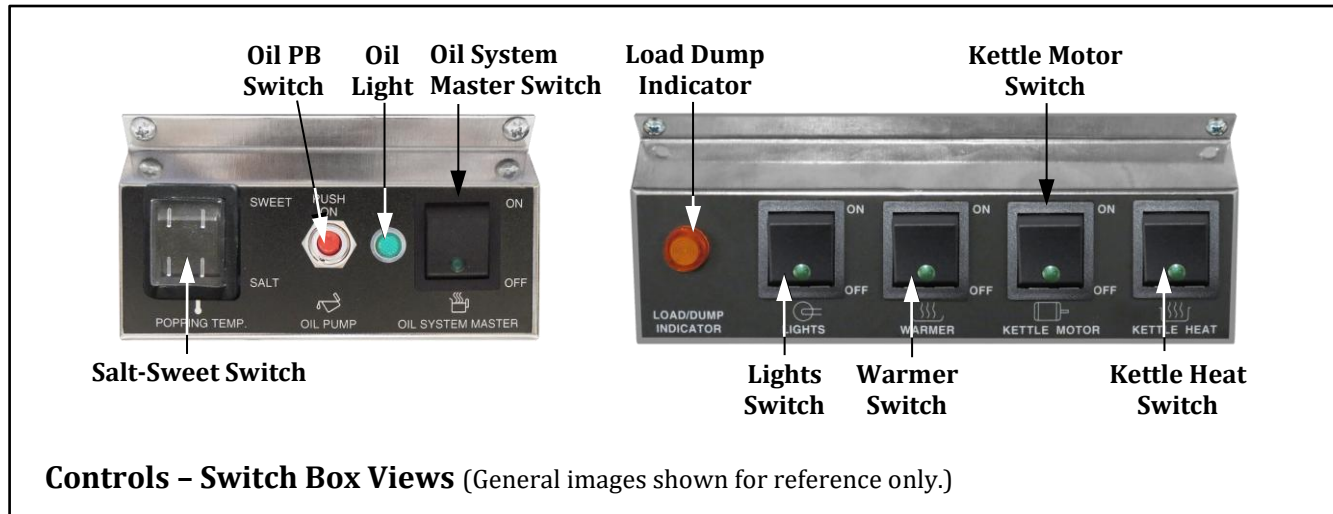 Oil PB
Switch
Oil
Light
Oil System
Master Switch
Load Dump
Indicator
Kettle Motor
Switch
SWEET
SALT
POPPING TEMP.
PUSH
ON
OIL PUMP
ON
OFF
OIL SYSTEM MASTER
LOAD/DUMP
INDICATOR
ON
OFF
LIGHTS
ON
OFF
WARMER
ON
OFF
KETTLE MOTOR
KETTLE HEAT
Salt-Sweet Switch
Lights
Switch
Warmer
Switch
Kettle Heat
Switch
Controls – Switch Box Views (General images shown for reference only.)